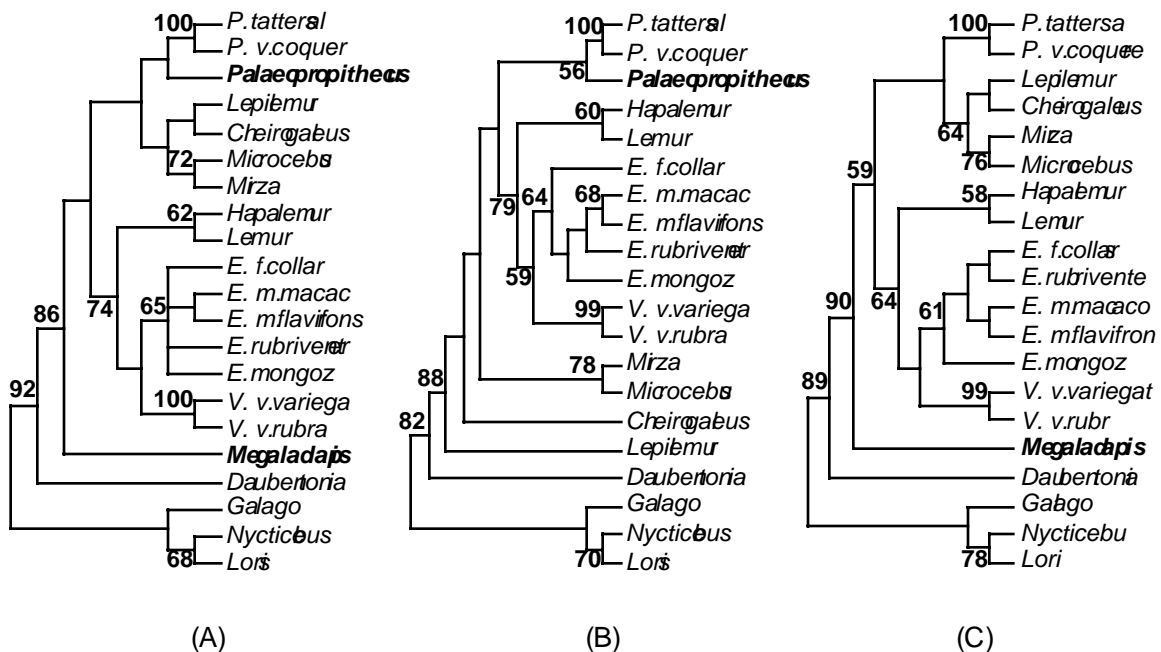 100
P. tattersal
P. v.coquer
Palaeopropithecus
Lepilemur
Cheirogaleus
72
Microcebus
Mirza
62
Hapalemur
Lemur
E. f.collar
86
74
65
E. m.macac
E. mflavifons
E. rubriventer
E. mongoz
92
100
V. v.variega
V. v.rubra
Megaladapis
Daubentonia
Galago
Nycticebus
68
Loris
(A)
100
P. tattersal
P. v.coquer
56
Palaeopropithecus
60
Hapalemur
Lemur
E. f.collar
79
64
68
E. m.macac
E. mflavifons
E. rubriventer
59
E. mongoz
99
V. v.variega
V. v.rubra
88
78
Mirza
Microcebus
82
Cheirogaleus
Lepilemur
Daubentonia
Galago
Nycticebus
70
Loris
(B)
100
P. tattersa
P. v.coquere
Lepilemur
Cheirogaleus
64
Mirza
76
Microcebus
59
58
Hapalemur
Lemur
E. f.collars
E. rubrivente
90
64
61
E. m.macaco
E. mflavifron
E. mongoz
89
99
V. v.variegat
V. v.rubr
Megaladapis
Daubentonia
Galago
Nycticebu
78
Lori
(C)